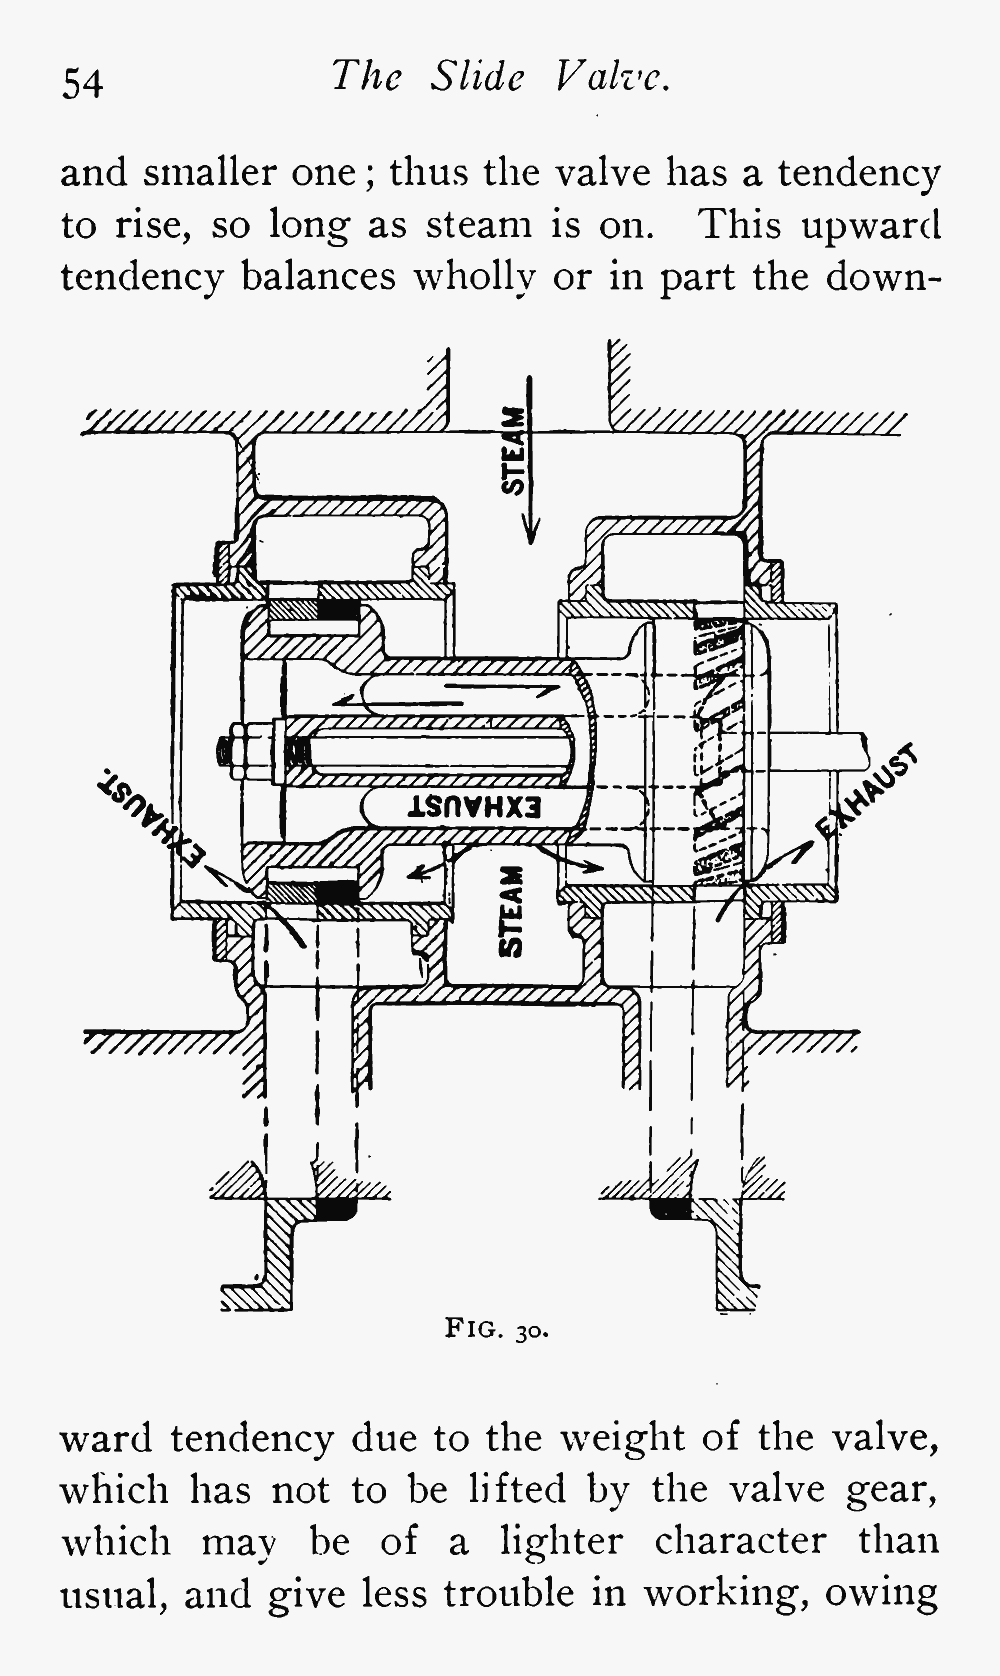 54
The Slide Valve.
and smaller one; thus the valve has a tendency
to rise, so long as steam is on. This upward
tendency balances wholly or in part the down-
STEAM
EXHAUST
EXHAUST
EXHAUST
STEAM
FIG. 30.
ward tendency due to the weight of the valve,
which has not to be lifted by the valve gear,
which may be of a lighter character than
usual, and give less trouble in working, owing